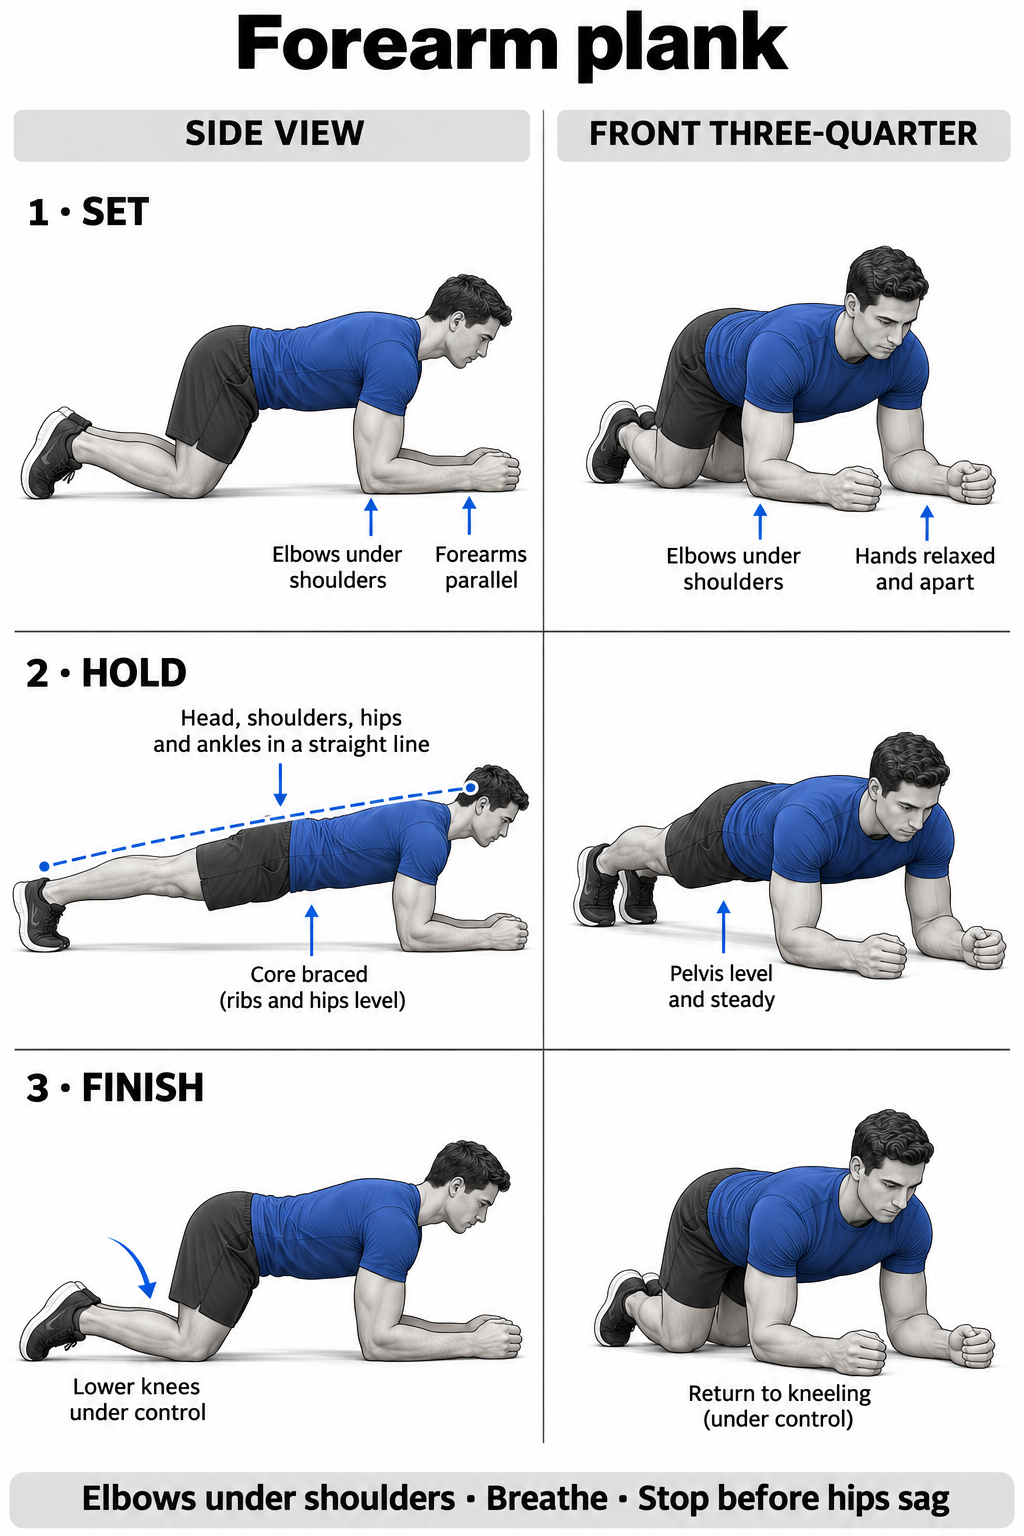 Forearm plank
SIDE VIEW
FRONT THREE-QUARTER
1 • SET
Elbows under
shoulders
Forearms
parallel
Elbows under
shoulders
Hands relaxed
and apart
2 • HOLD
Head, shoulders, hips
and ankles in a straight line
Core braced
(ribs and hips level)
Pelvis level
and steady
3 • FINISH
Lower knees
under control
Return to kneeling
(under control)
Elbows under shoulders • Breathe • Stop before hips sag